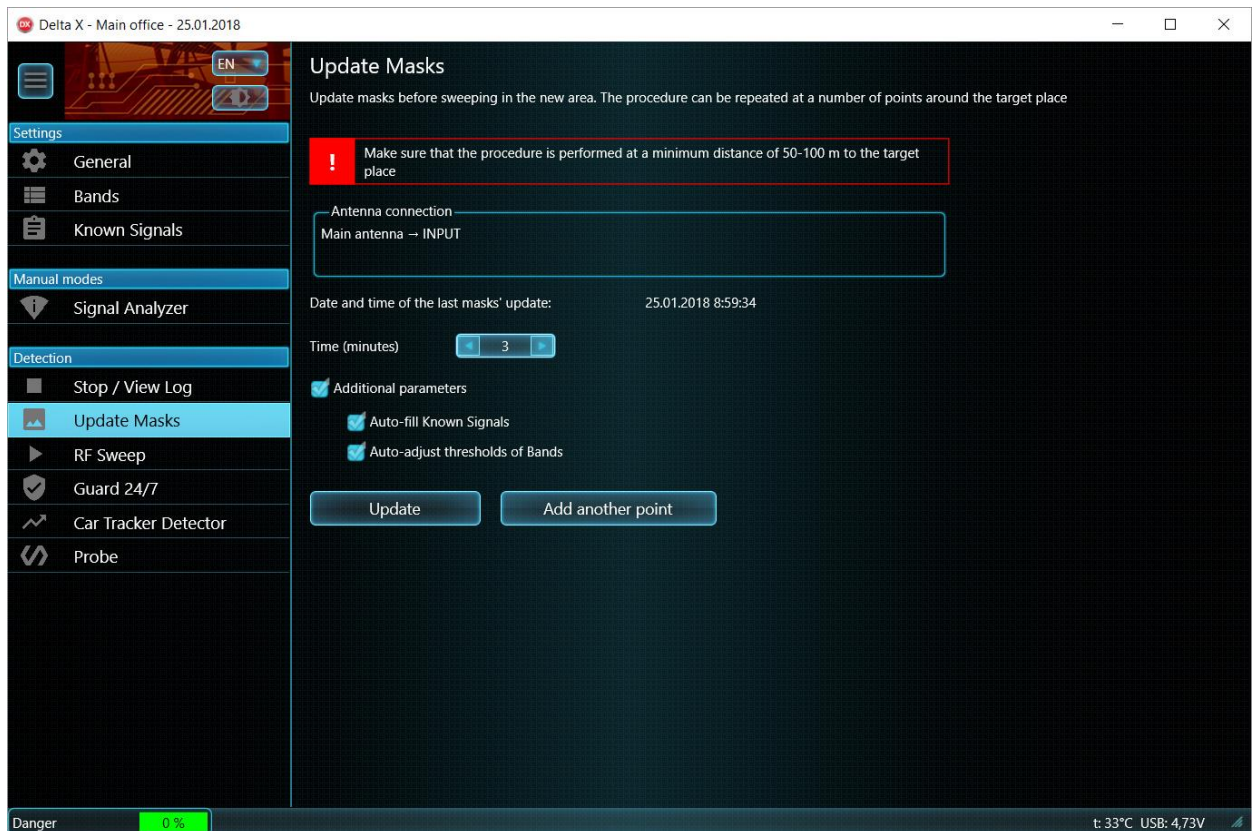 DX Delta X - Main office - 25.01.2018
EN
Settings
General
Bands
Known Signals
Manual modes
Signal Analyzer
Detection
Stop / View Log
Update Masks
RF Sweep
Guard 24/7
Car Tracker Detector
Probe
Update Masks
Update masks before sweeping in the new area. The procedure can be repeated at a number of points around the target place
! Make sure that the procedure is performed at a minimum distance of 50-100 m to the target
place
Antenna connection
Main antenna → INPUT
Date and time of the last masks' update: 25.01.2018 8:59:34
Time (minutes) 3
Additional parameters
Auto-fill Known Signals
Auto-adjust thresholds of Bands
Update Add another point
Danger 0 % t: 33°C USB: 4,73V